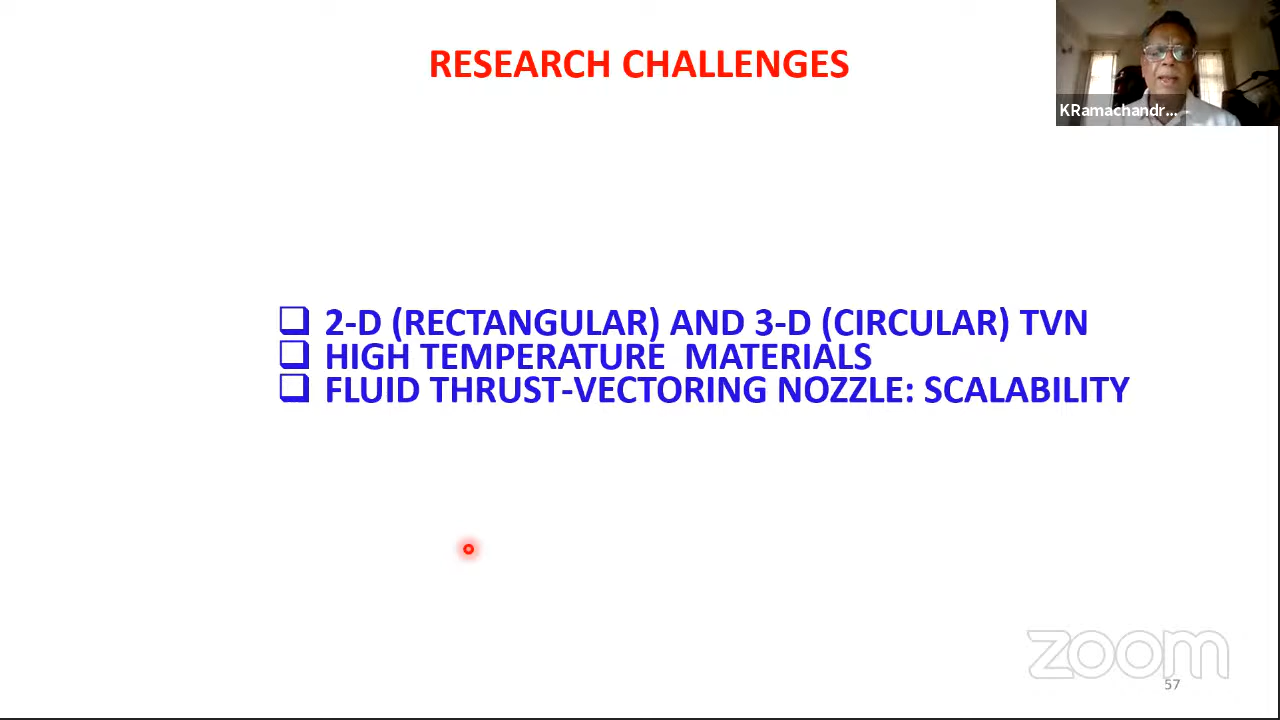 RESEARCH CHALLENGES
KRamachandr...
2-D (RECTANGULAR) AND 3-D (CIRCULAR) TVN
HIGH TEMPERATURE MATERIALS
FLUID THRUST-VECTORING NOZZLE: SCALABILITY
zoom
57